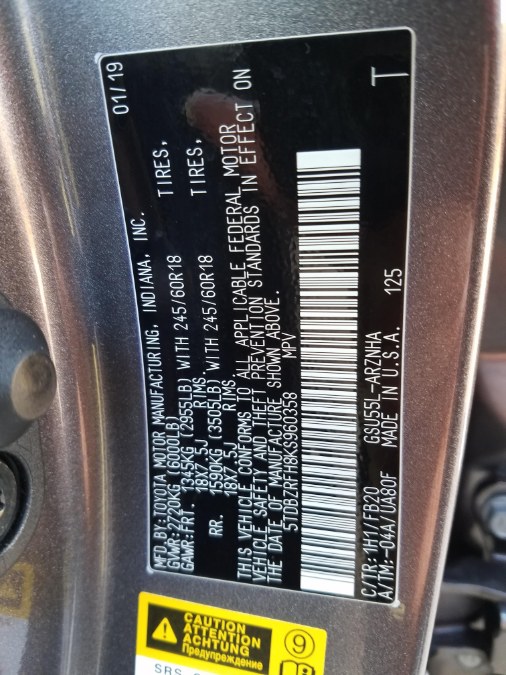 MFD.BY:TOYOTA MOTOR MANUFACTURING, INDIANA, INC. 01/19
GVWR:2720KG (6000LB)
GAWR:FRT. 1345KG (2955LB) WITH 245/60R18 TIRES,
18X7.5J RIMS
RR. 1590KG (3505LB) WITH 245/60R18 TIRES,
18X7.5J RIMS
THIS VEHICLE CONFORMS TO ALL APPLICABLE FEDERAL MOTOR
VEHICLE SAFETY AND THEFT PREVENTION STANDARDS IN EFFECT ON
THE DATE OF MANUFACTURE SHOWN ABOVE.
5TDBZRFH8KS960358 MPV
C/TR:1H1/FB20 GSU55L-ARZNHA T
A/TM:-04A/UA80F MADE IN U.S.A. 125
CAUTION
ATTENTION
ACHTUNG
Предупреждение
9
SRS